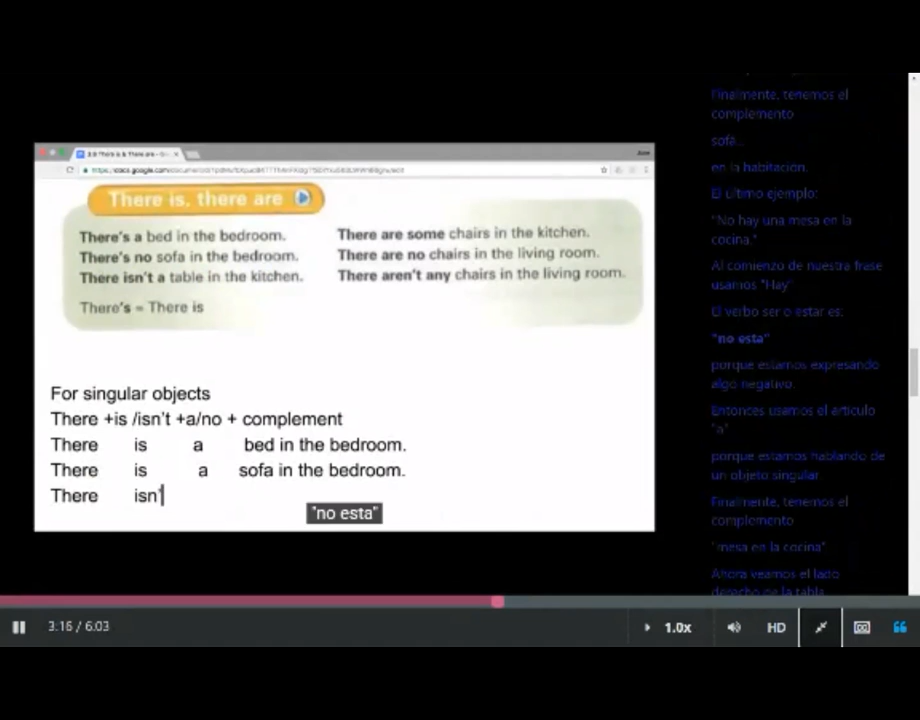 There is, there are
There's a bed in the bedroom.
There's no sofa in the bedroom.
There isn't a table in the kitchen.
There's = There is
There are some chairs in the kitchen.
There are no chairs in the living room.
There aren't any chairs in the living room.
For singular objects
There +is /isn't +a/no + complement
There is a bed in the bedroom.
There is a sofa in the bedroom.
There isn'
"no esta"
Finalmente, tenemos el
complemento
sofá..
en la habitación.
El último ejemplo:
"No hay una mesa en la
cocina."
Al comienzo de nuestra frase
usamos "Hay"
El verbo ser o estar es:
"no esta"
porque estamos expresando
algo negativo.
Entonces usamos el artículo
"a"
porque estamos hablando de
un objeto singular
Finalmente, tenemos el
complemento
"mesa en la cocina"
Ahora veamos el lado
derecho de la tabla
3:16 / 6:03
1.0x
HD
CC